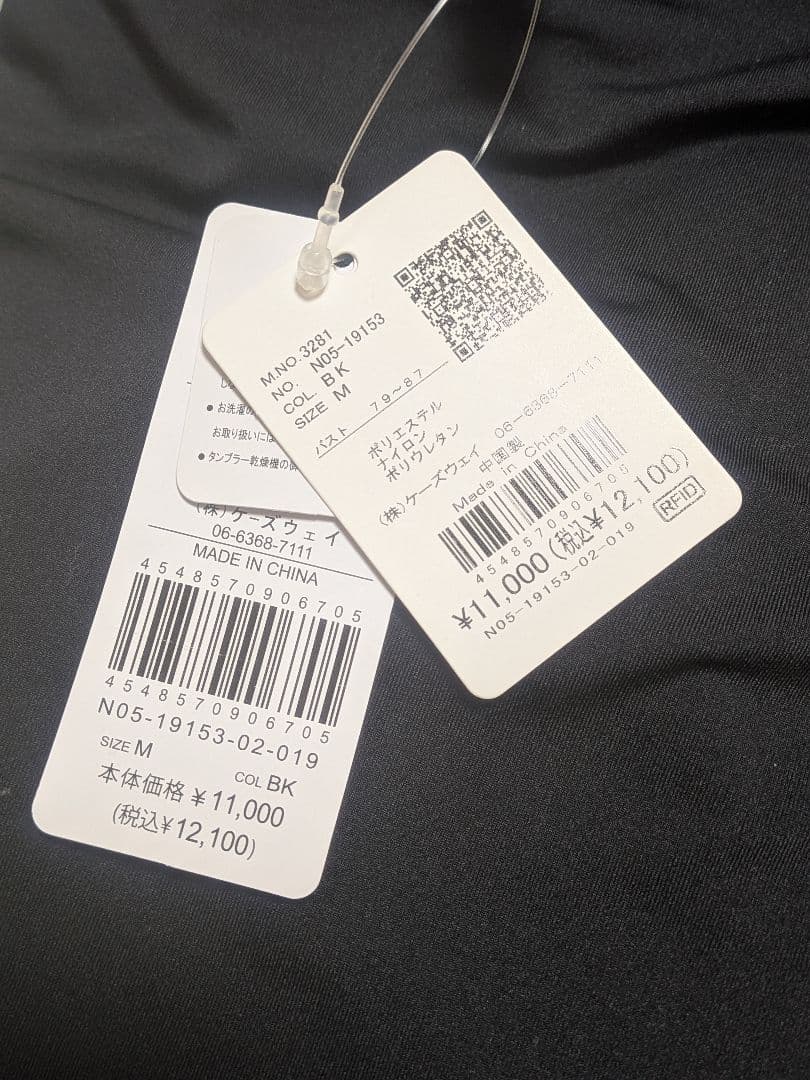 M.NO.3281
NO. N05-19153
COL. BK
SIZE M
バスト 79~87
ポリエステル
ナイロン
ポリウレタン
(株)ケーズウェイ 06-6368-7111
中国製
Made in China
4548570906705
¥11,000(税込¥12,100)
N05-19153-02-019
RFID
● お洗濯の
お取り扱いには
● タンブラー乾燥機の
(株)ケーズウェイ
06-6368-7111
MADE IN CHINA
4548570906705
4548570906705
N05-19153-02-019
SIZE M
COL BK
本体価格 ¥11,000
(税込¥12,100)